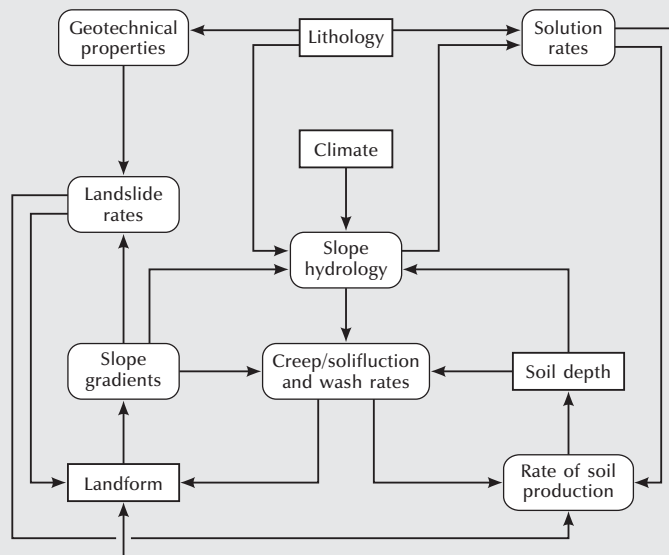 Geotechnical
properties
Lithology
Solution
rates
Climate
Landslide
rates
Slope
hydrology
Slope
gradients
Creep/solifluction
and wash rates
Soil depth
Landform
Rate of soil
production